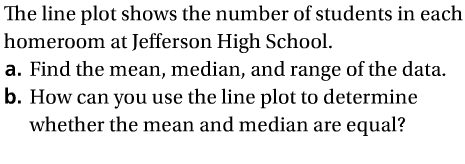 The line plot shows the number of students in each
homeroom at Jefferson High School.
a. Find the mean, median, and range of the data.
b. How can you use the line plot to determine
whether the mean and median are equal?